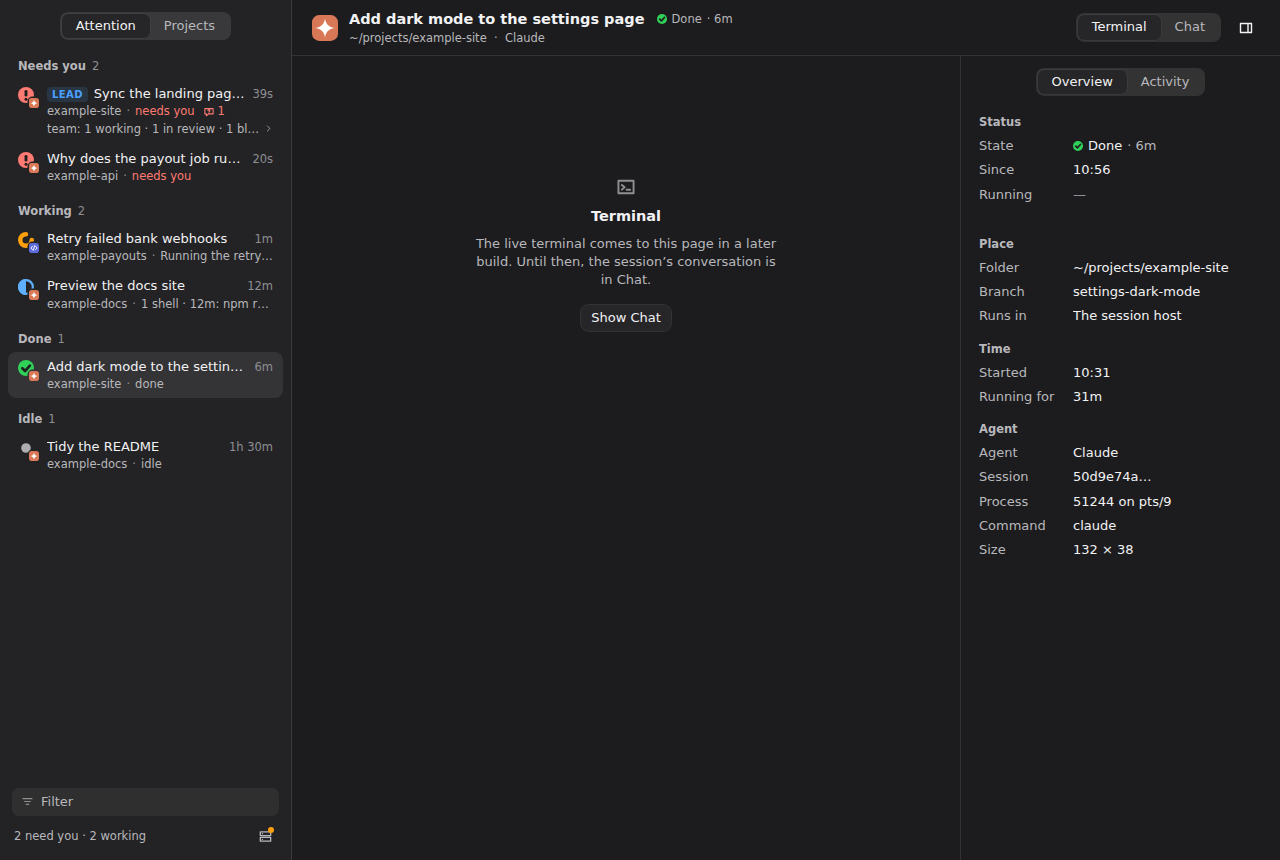 Attention Projects
Needs you 2
LEAD Sync the landing pag… 39s
example-site · needs you 1
team: 1 working · 1 in review · 1 bl…
Why does the payout job ru… 20s
example-api · needs you
Working 2
Retry failed bank webhooks 1m
example-payouts · Running the retry…
Preview the docs site 12m
example-docs · 1 shell · 12m: npm r…
Done 1
Add dark mode to the settin… 6m
example-site · done
Idle 1
Tidy the README 1h 30m
example-docs · idle
Filter
2 need you · 2 working
Add dark mode to the settings page Done · 6m
~/projects/example-site · Claude
Terminal Chat
Terminal
The live terminal comes to this page in a later
build. Until then, the session’s conversation is
in Chat.
Show Chat
Overview Activity
Status
State Done · 6m
Since 10:56
Running —
Place
Folder ~/projects/example-site
Branch settings-dark-mode
Runs in The session host
Time
Started 10:31
Running for 31m
Agent
Agent Claude
Session 50d9e74a…
Process 51244 on pts/9
Command claude
Size 132 × 38